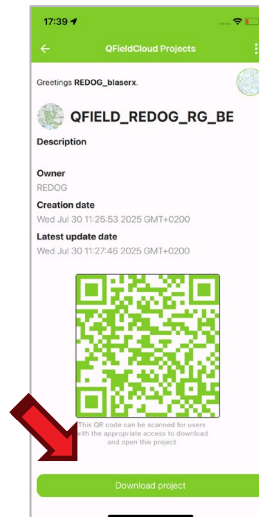 17:39
QFieldCloud Projects
Greetings REDOG_blaserx.
QFIELD_REDOG_RG_BE
Description
Owner
REDOG
Creation date
Wed Jul 30 11:25:53 2025 GMT+0200
Latest update date
Wed Jul 30 11:27:46 2025 GMT+0200
This QR code can be scanned for users
with the appropriate access to download
and open this project
Download project